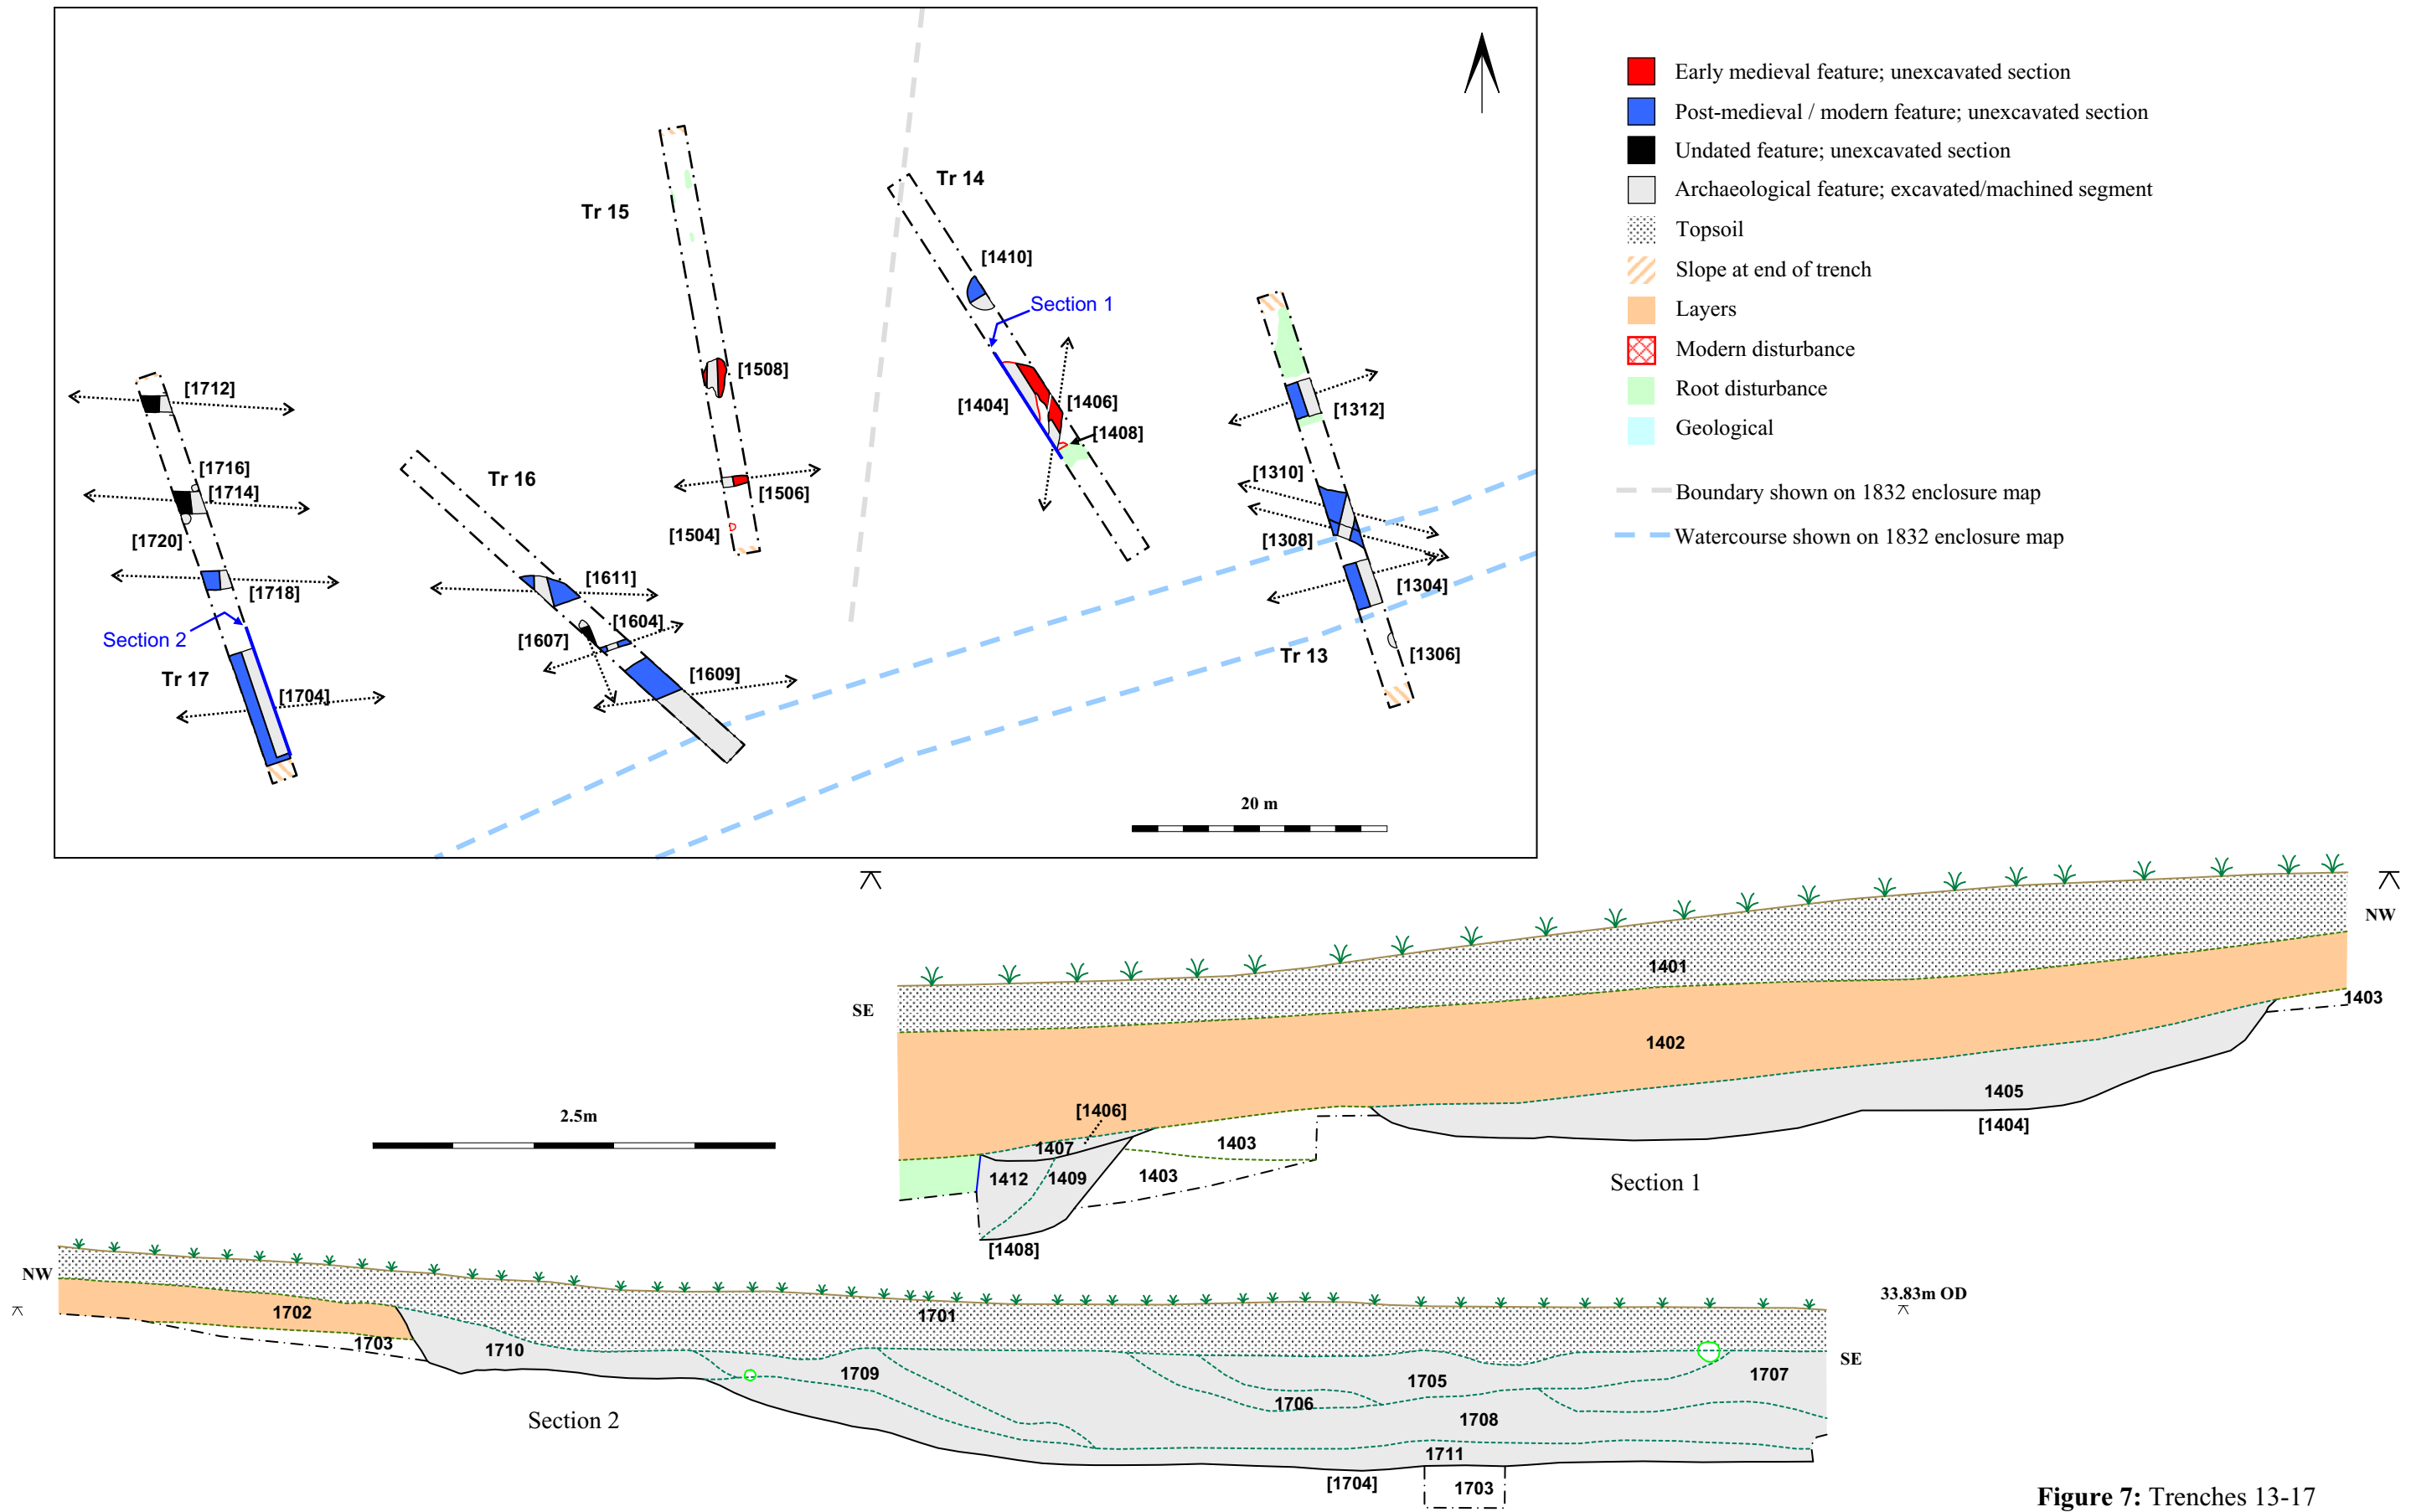 Early medieval feature; unexcavated section
Post-medieval / modern feature; unexcavated section
Undated feature; unexcavated section
Archaeological feature; excavated/machined segment
Topsoil
Slope at end of trench
Layers
Modern disturbance
Root disturbance
Geological
Boundary shown on 1832 enclosure map
Watercourse shown on 1832 enclosure map
Tr 14
Tr 15
[1410]
Section 1
[1508]
[1712]
[1404]
[1406]
[1408]
[1312]
[1716]
[1714]
Tr 16
[1506]
[1310]
[1504]
[1720]
[1308]
[1611]
[1718]
[1304]
[1604]
Section 2
[1607]
[1306]
Tr 13
Tr 17
[1609]
[1704]
20 m
NW
1401
SE
1403
1402
1405
[1406]
2.5m
[1404]
1407
1403
1412
1409
1403
Section 1
[1408]
NW
33.83m OD
1702
1701
1703
1710
SE
1709
1705
1707
1706
Section 2
1708
1711
[1704]
1703
Figure 7: Trenches 13-17